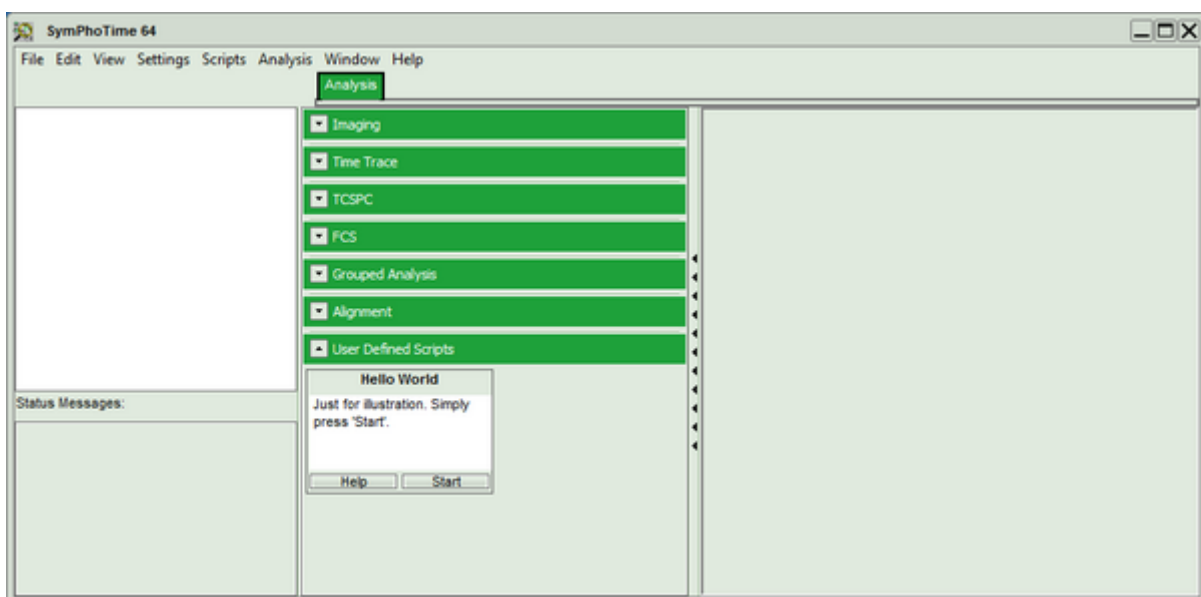 SymPhoTime 64
File Edit View Settings Scripts Analysis Window Help
Analysis
Imaging
Time Trace
TCSPC
FCS
Grouped Analysis
Alignment
User Defined Scripts
Hello World
Just for illustration. Simply
press 'Start'.
Help Start
Status Messages: